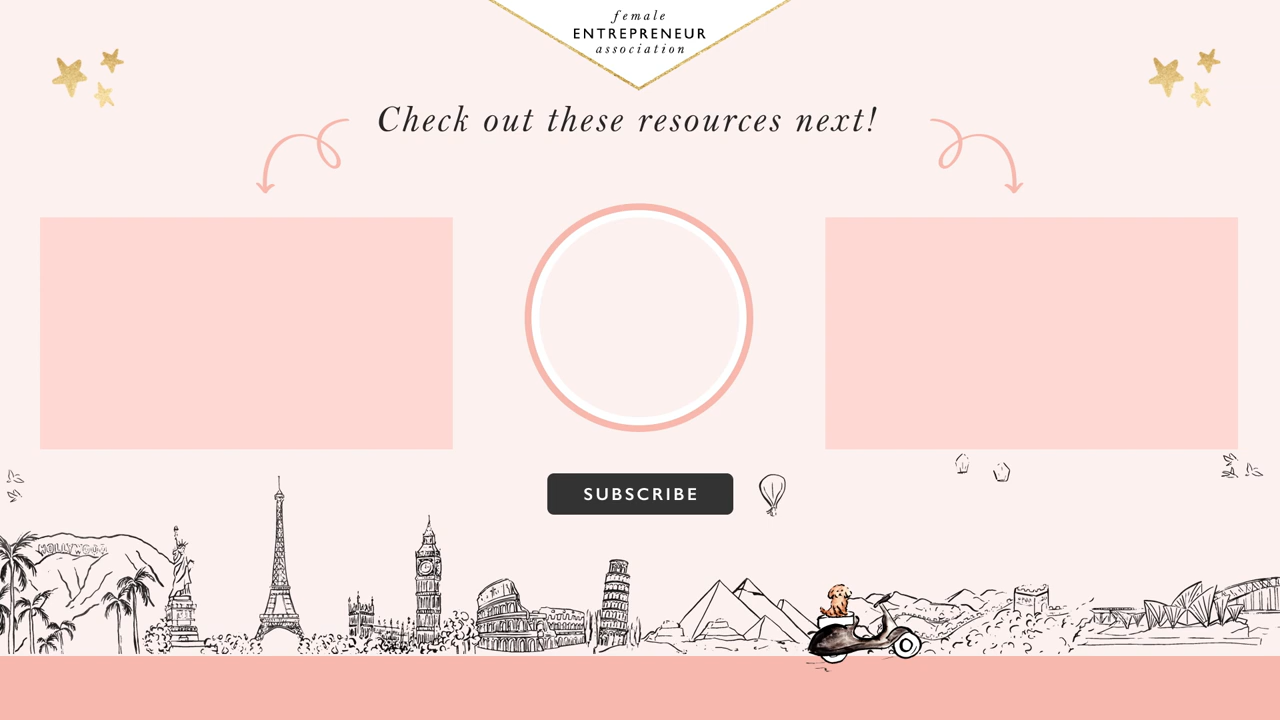 female
ENTREPRENEUR
association
Check out these resources next!
SUBSCRIBE
HOLLYWOOD